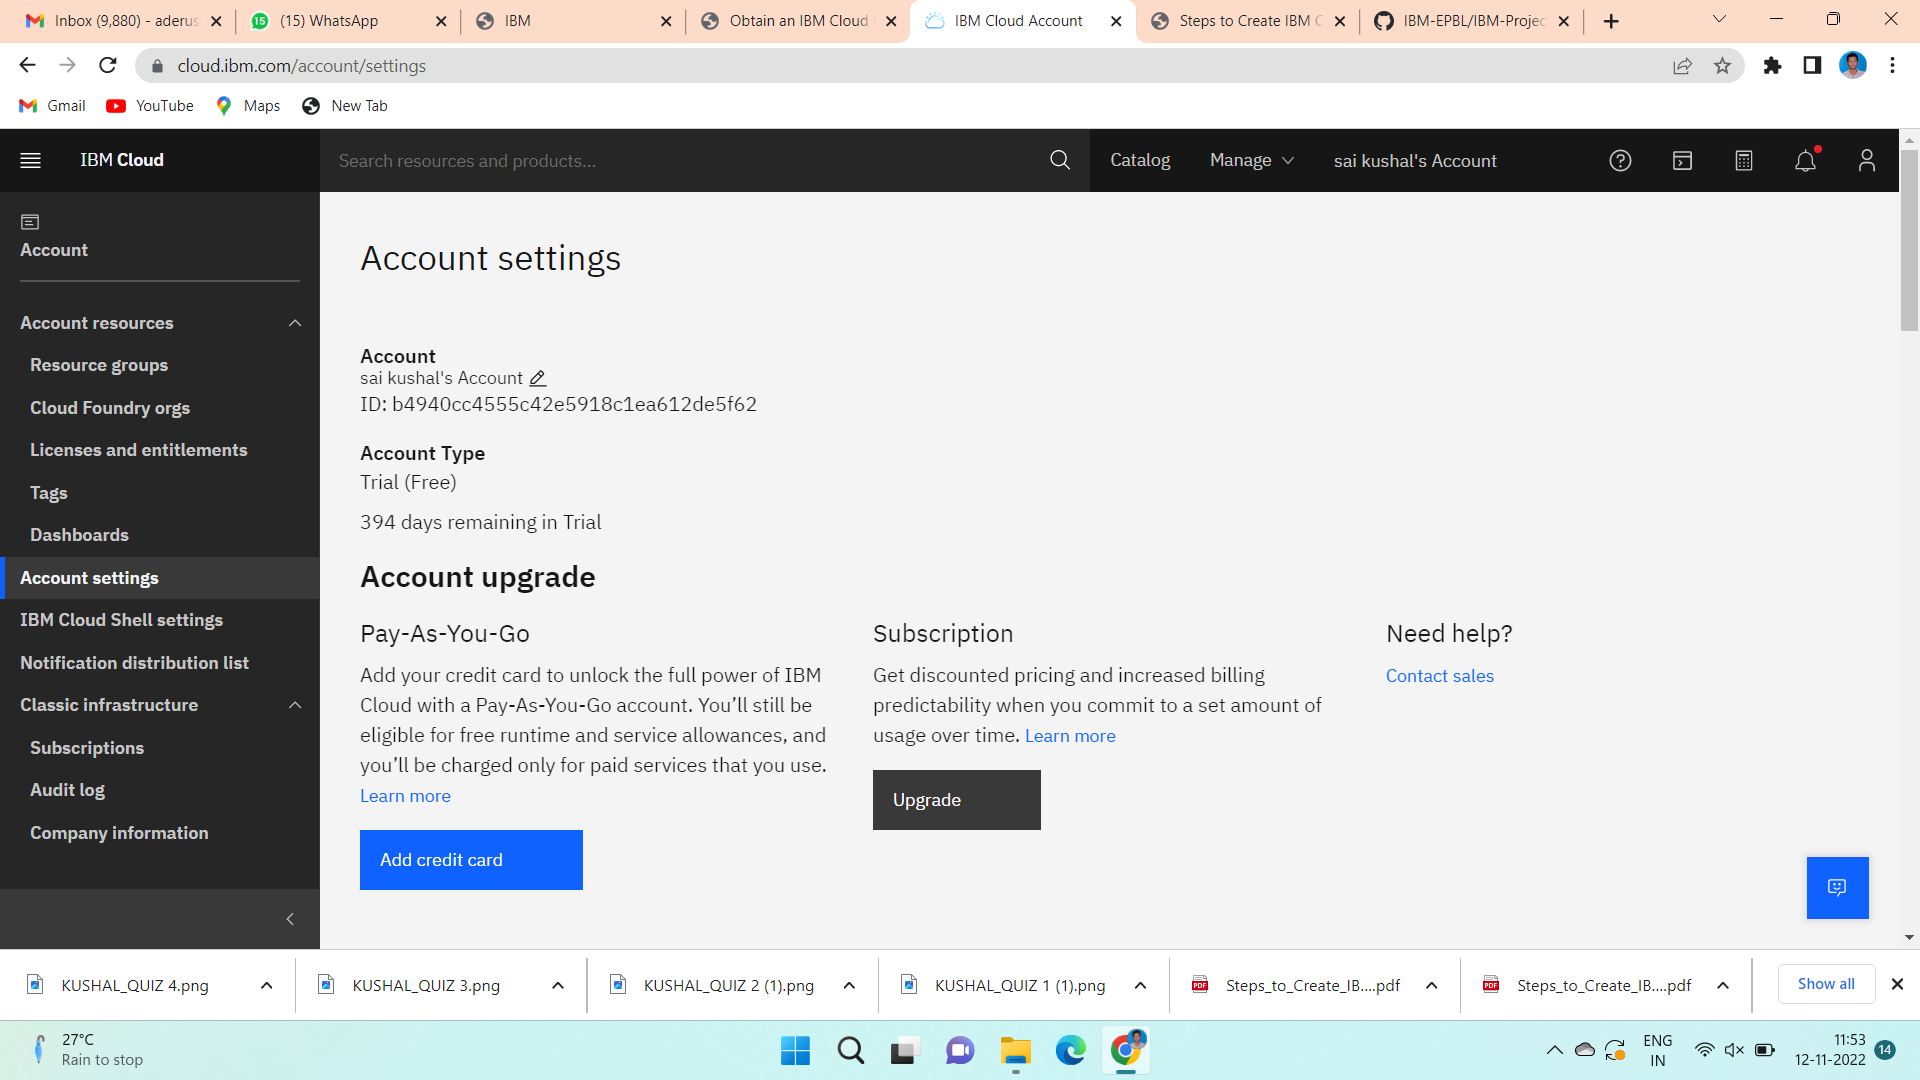 Inbox (9,880) - aderus
(15) WhatsApp
IBM
Obtain an IBM Cloud
IBM Cloud Account
Steps to Create IBM C
IBM-EPBL/IBM-Projec
cloud.ibm.com/account/settings
Gmail
YouTube
Maps
New Tab
IBM Cloud
Search resources and products...
Catalog
Manage
sai kushal's Account
Account
Account resources
Resource groups
Cloud Foundry orgs
Licenses and entitlements
Tags
Dashboards
Account settings
IBM Cloud Shell settings
Notification distribution list
Classic infrastructure
Subscriptions
Audit log
Company information
Account settings
Account
sai kushal's Account
ID: b4940cc4555c42e5918c1ea612de5f62
Account Type
Trial (Free)
394 days remaining in Trial
Account upgrade
Pay-As-You-Go
Add your credit card to unlock the full power of IBM
Cloud with a Pay-As-You-Go account. You’ll still be
eligible for free runtime and service allowances, and
you’ll be charged only for paid services that you use.
Learn more
Add credit card
Subscription
Get discounted pricing and increased billing
predictability when you commit to a set amount of
usage over time. Learn more
Upgrade
Need help?
Contact sales
KUSHAL_QUIZ 4.png
KUSHAL_QUIZ 3.png
KUSHAL_QUIZ 2 (1).png
KUSHAL_QUIZ 1 (1).png
Steps_to_Create_IB....pdf
Steps_to_Create_IB....pdf
Show all
27°C
Rain to stop
ENG
IN
11:53
12-11-2022
14